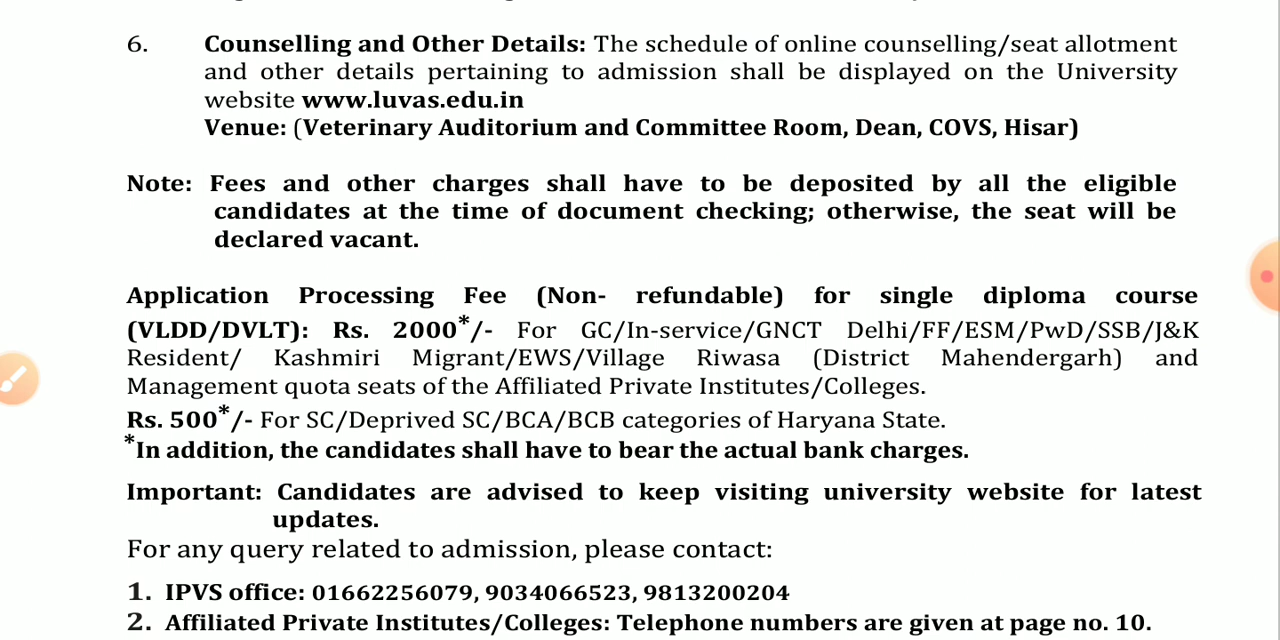 6. Counselling and Other Details: The schedule of online counselling/seat allotment
and other details pertaining to admission shall be displayed on the University
website www.luvas.edu.in
Venue: (Veterinary Auditorium and Committee Room, Dean, COVS, Hisar)
Note: Fees and other charges shall have to be deposited by all the eligible
candidates at the time of document checking; otherwise, the seat will be
declared vacant.
Application Processing Fee (Non- refundable) for single diploma course
(VLDD/DVLT): Rs. 2000*/- For GC/In-service/GNCT Delhi/FF/ESM/PwD/SSB/J&K
Resident/ Kashmiri Migrant/EWS/Village Riwasa (District Mahendergarh) and
Management quota seats of the Affiliated Private Institutes/Colleges.
Rs. 500*/- For SC/Deprived SC/BCA/BCB categories of Haryana State.
*In addition, the candidates shall have to bear the actual bank charges.
Important: Candidates are advised to keep visiting university website for latest
updates.
For any query related to admission, please contact:
1. IPVS office: 01662256079, 9034066523, 9813200204
2. Affiliated Private Institutes/Colleges: Telephone numbers are given at page no. 10.